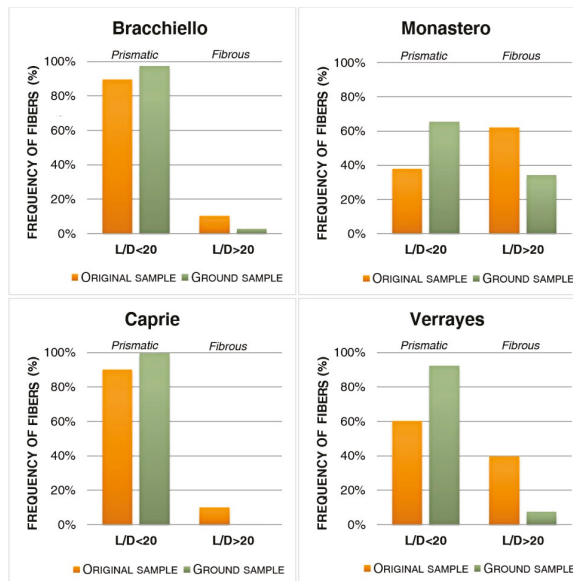 Bracchiello
Prismatic Fibrous
100%
80%
60%
40%
20%
0%
FREQUENCY OF FIBERS (%)
L/D<20 L/D>20
ORIGINAL SAMPLE GROUND SAMPLE
Monastero
Prismatic Fibrous
100%
80%
60%
40%
20%
0%
FREQUENCY OF FIBERS (%)
L/D<20 L/D>20
ORIGINAL SAMPLE GROUND SAMPLE
Caprie
Prismatic Fibrous
100%
80%
60%
40%
20%
0%
FREQUENCY OF FIBERS (%)
L/D<20 L/D>20
ORIGINAL SAMPLE GROUND SAMPLE
Verrayes
Prismatic Fibrous
100%
80%
60%
40%
20%
0%
FREQUENCY OF FIBERS (%)
L/D<20 L/D>20
ORIGINAL SAMPLE GROUND SAMPLE